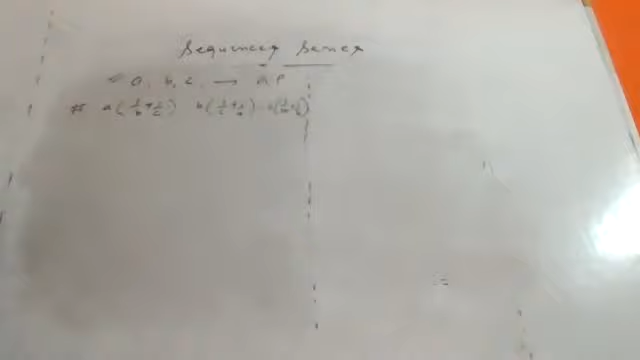 Sequences Series
a, b, c, → AP
# a(1/b+1/c) b(1/c+1/a) c(1/a+1/b)